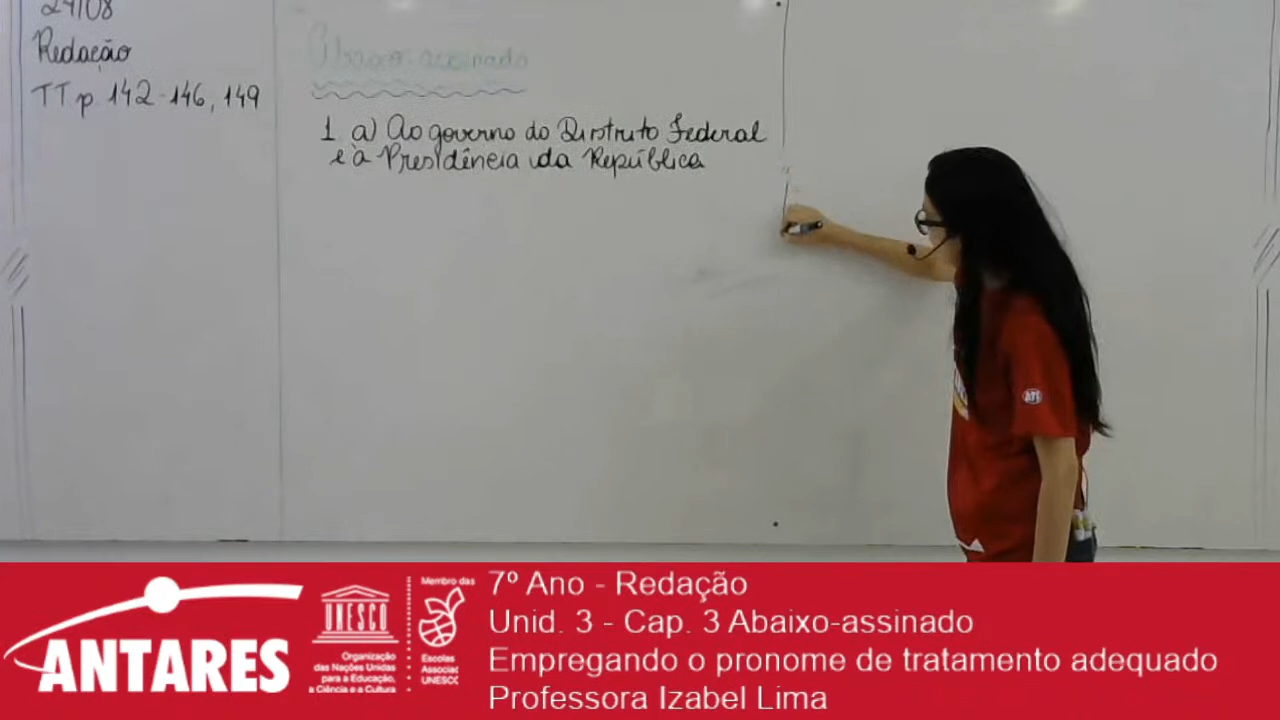 24/08
Redação
TT p. 142-146, 149
Abaixo-assinado
1. a) Ao governo do Distrito Federal
e à Presidência da República
ATS
ANTARES
UNESCO
Organização
das Nações Unidas
para a Educação,
a Ciência e a Cultura
Membro das
Escolas
UNESCO
7º Ano - Redação
Unid. 3 - Cap. 3 Abaixo-assinado
Empregando o pronome de tratamento adequado
Professora Izabel Lima